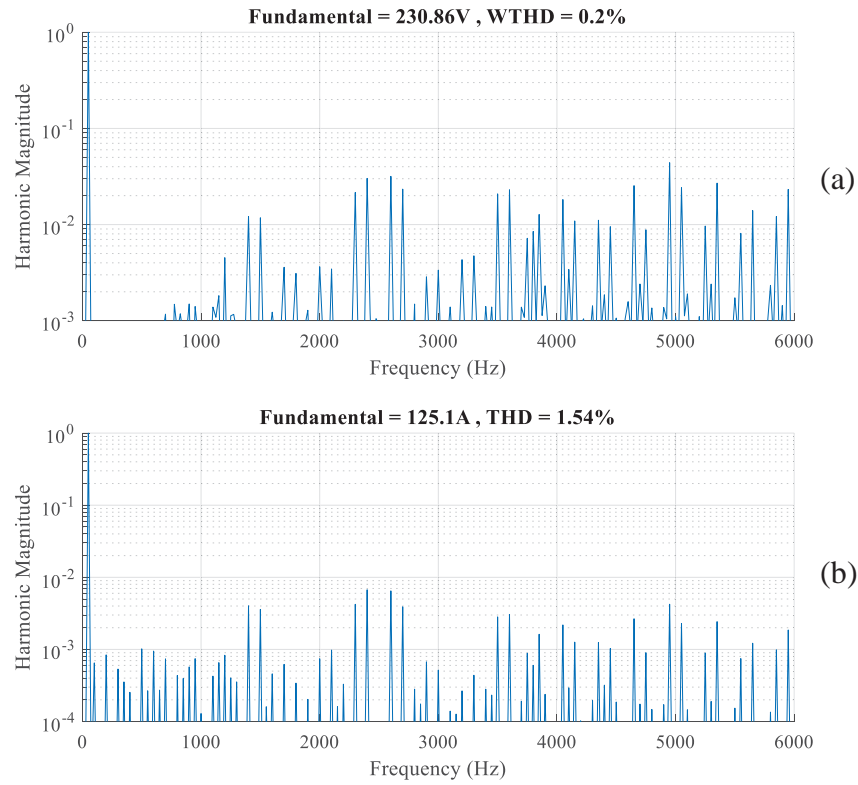 Fundamental = 230.86V , WTHD = 0.2%
10^0
10^-1
10^-2
10^-3
Harmonic Magnitude
0 1000 2000 3000 4000 5000 6000
Frequency (Hz)
(a)
Fundamental = 125.1A , THD = 1.54%
10^0
10^-1
10^-2
10^-3
10^-4
Harmonic Magnitude
0 1000 2000 3000 4000 5000 6000
Frequency (Hz)
(b)